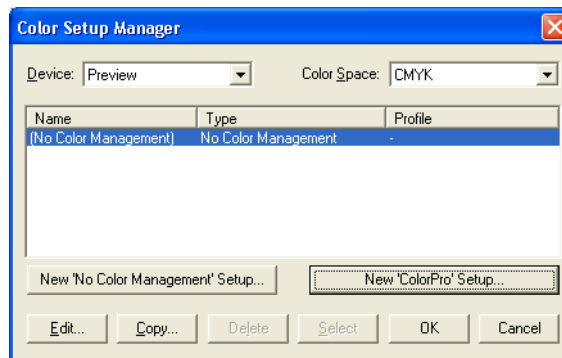 Color Setup Manager
Device: Preview Color Space: CMYK
Name Type Profile
(No Color Management) No Color Management -
New 'No Color Management' Setup... New 'ColorPro' Setup...
Edit... Copy... Delete Select OK Cancel